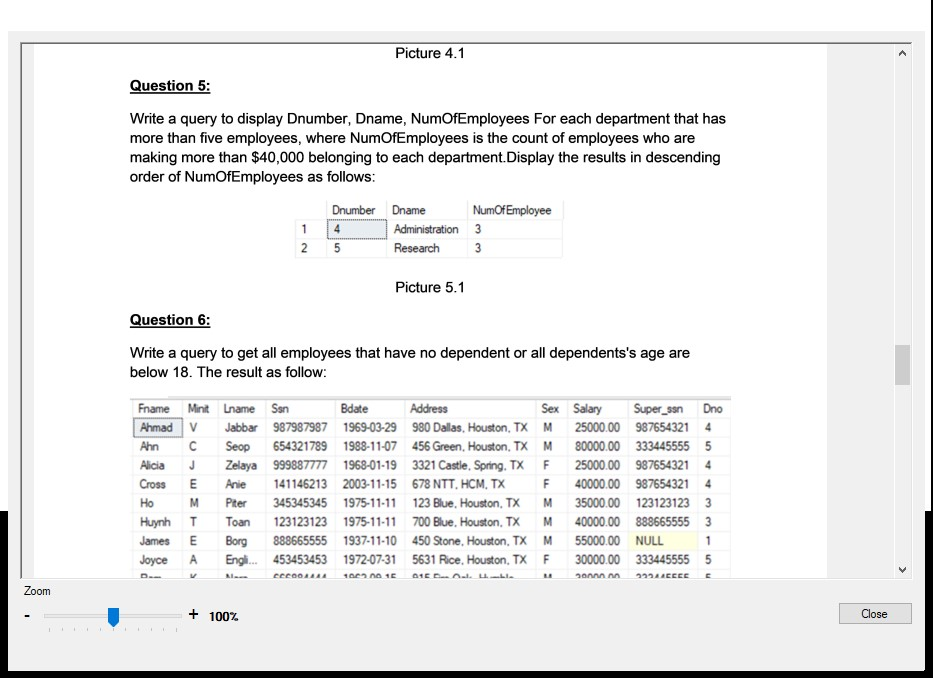 Picture 4.1
Question 5:
Write a query to display Dnumber, Dname, NumOfEmployees For each department that has
more than five employees, where NumOfEmployees is the count of employees who are
making more than $40,000 belonging to each department.Display the results in descending
order of NumOfEmployees as follows:
Dnumber Dname NumOfEmployee
1 4 Administration 3
2 5 Research 3
Picture 5.1
Question 6:
Write a query to get all employees that have no dependent or all dependents's age are
below 18. The result as follow:
Fname Minit Lname Ssn Bdate Address Sex Salary Super_ssn Dno
Ahmad V Jabbar 987987987 1969-03-29 980 Dallas, Houston, TX M 25000.00 987654321 4
Ahn C Seop 654321789 1988-11-07 456 Green, Houston, TX M 80000.00 333445555 5
Alicia J Zelaya 999887777 1968-01-19 3321 Castle, Spring, TX F 25000.00 987654321 4
Cross E Anie 141146213 2003-11-15 678 NTT, HCM, TX F 40000.00 987654321 4
Ho M Piter 345345345 1975-11-11 123 Blue, Houston, TX M 35000.00 123123123 3
Huynh T Toan 123123123 1975-11-11 700 Blue, Houston, TX M 40000.00 888665555 3
James E Borg 888665555 1937-11-10 450 Stone, Houston, TX M 55000.00 NULL 1
Joyce A Engli... 453453453 1972-07-31 5631 Rice, Houston, TX F 30000.00 333445555 5
Zoom
- + 100%
Close